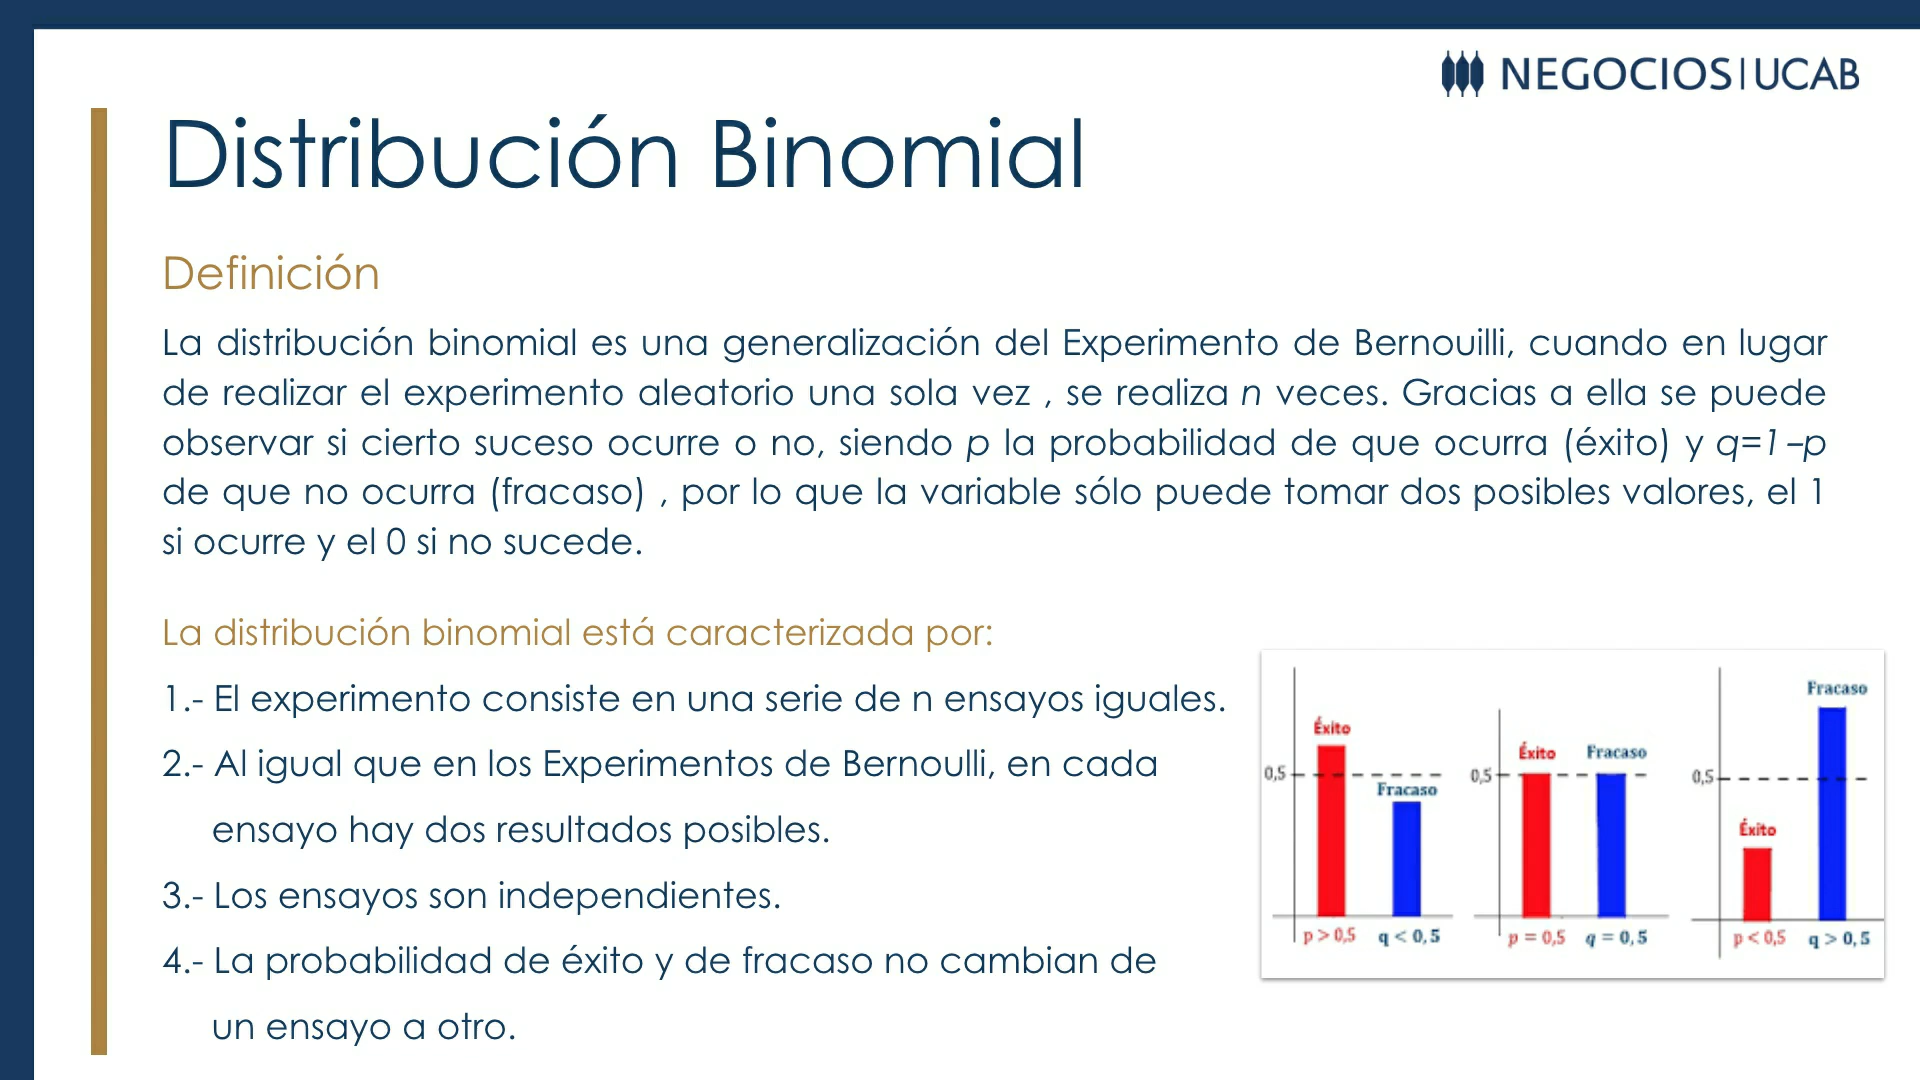 NEGOCIOS|UCAB
Distribución Binomial
Definición
La distribución binomial es una generalización del Experimento de Bernouilli, cuando en lugar
de realizar el experimento aleatorio una sola vez , se realiza n veces. Gracias a ella se puede
observar si cierto suceso ocurre o no, siendo p la probabilidad de que ocurra (éxito) y q=1–p
de que no ocurra (fracaso) , por lo que la variable sólo puede tomar dos posibles valores, el 1
si ocurre y el 0 si no sucede.
La distribución binomial está caracterizada por:
1.- El experimento consiste en una serie de n ensayos iguales.
2.- Al igual que en los Experimentos de Bernoulli, en cada
ensayo hay dos resultados posibles.
3.- Los ensayos son independientes.
4.- La probabilidad de éxito y de fracaso no cambian de
un ensayo a otro.
Éxito
0,5
Fracaso
p > 0,5 q < 0,5
Éxito Fracaso
0,5
p = 0,5 q = 0,5
Fracaso
0,5
Éxito
p < 0,5 q > 0,5